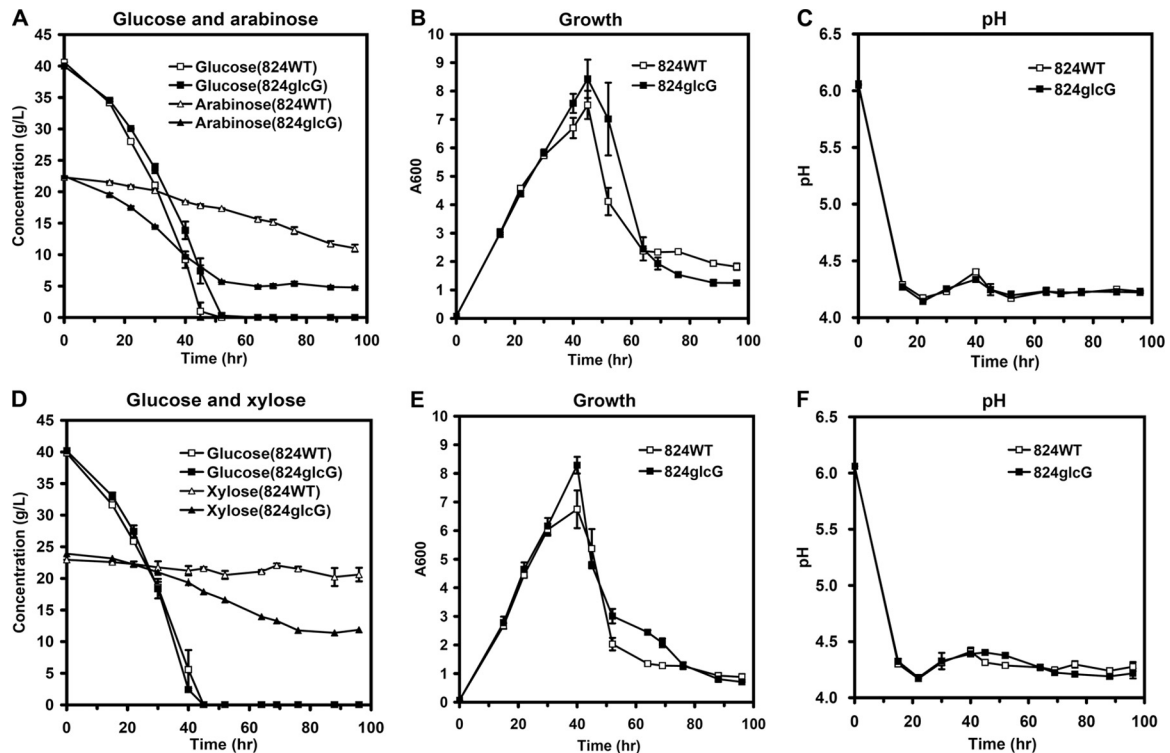 A
Glucose and arabinose
Concentration (g/L)
45
40
35
30
25
20
15
10
5
0
Glucose(824WT)
Glucose(824glcG)
Arabinose(824WT)
Arabinose(824glcG)
0 20 40 60 80 100
Time (hr)
B
Growth
A600
10
9
8
7
6
5
4
3
2
1
0
824WT
824glcG
0 20 40 60 80 100
Time (hr)
C
pH
pH
6.5
6.0
5.5
5.0
4.5
4.0
824WT
824glcG
0 20 40 60 80 100
Time (hr)
D
Glucose and xylose
Concentration (g/L)
45
40
35
30
25
20
15
10
5
0
Glucose(824WT)
Glucose(824glcG)
Xylose(824WT)
Xylose(824glcG)
0 20 40 60 80 100
Time (hr)
E
Growth
A600
10
9
8
7
6
5
4
3
2
1
0
824WT
824glcG
0 20 40 60 80 100
Time (hr)
F
pH
pH
6.5
6.0
5.5
5.0
4.5
4.0
824WT
824glcG
0 20 40 60 80 100
Time (hr)